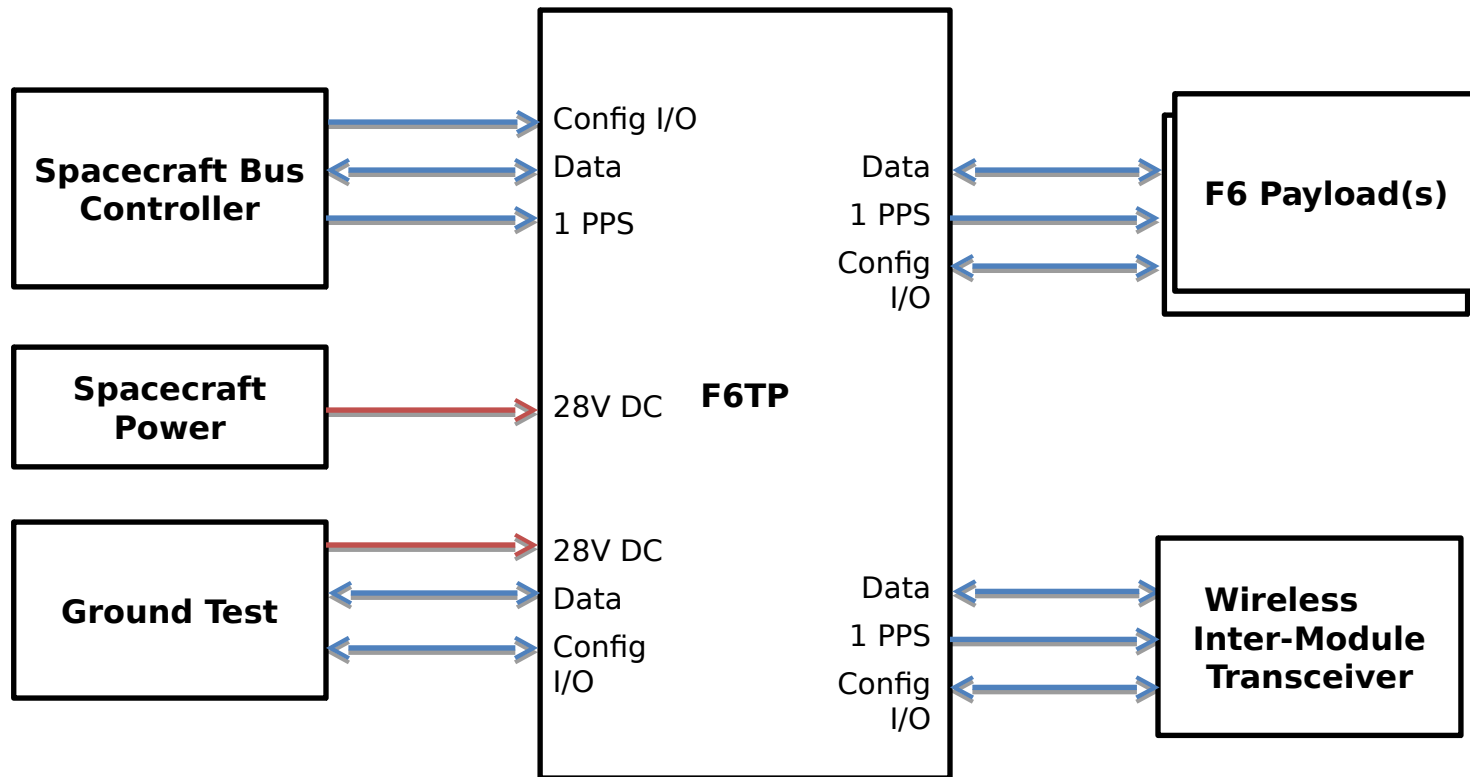 Spacecraft Bus
Controller
Config I/O
Data
1 PPS
Spacecraft
Power
28V DC
Ground Test
28V DC
Data
Config
I/O
F6TP
Data
1 PPS
Config
I/O
F6 Payload(s)
Data
1 PPS
Config
I/O
Wireless
Inter-Module
Transceiver